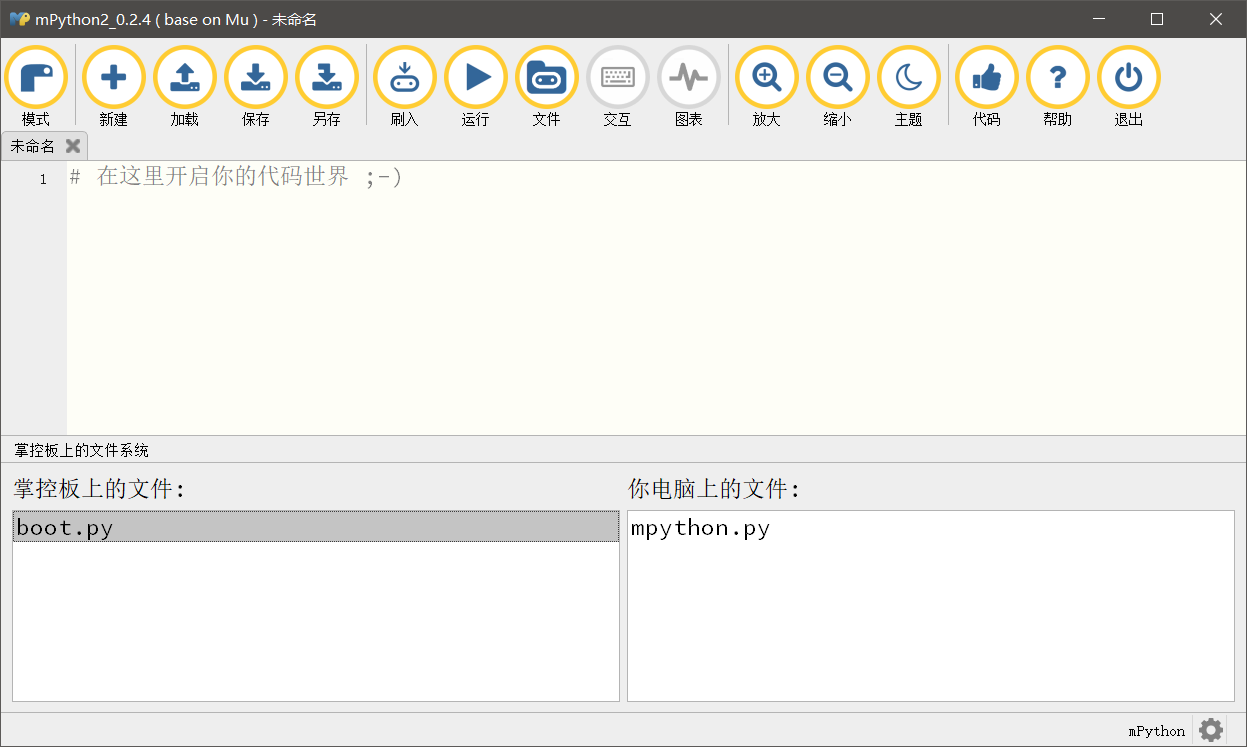 mPython2_0.2.4 ( base on Mu ) - 未命名
模式 新建 加载 保存 另存 刷入 运行 文件 交互 图表 放大 缩小 主题 代码 帮助 退出
未命名
1 # 在这里开启你的代码世界 ;-)
掌控板上的文件系统
掌控板上的文件: 你电脑上的文件:
boot.py mpython.py
mPython